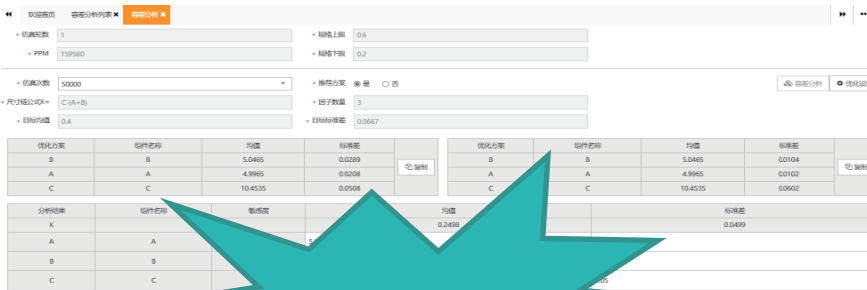 欢迎首页 容差分析列表 容差分析
* 仿真轮数 1 * 规格上限 0.6
* PPM 159580 * 规格下限 0.2
* 仿真次数 50000 * 推荐方案 是 否 容差分析
* 尺寸链公式K= C-(A+B) * 因子数量 3
* 目标均值 0.4 * 目标标准差 0.0667
优化方案 组件名称 均值 标准差 优化方案 组件名称 均值 标准差
B B 5.0465 0.0289 复制 B B 5.0465 0.0104 复制
A A 4.9965 0.0208 A A 4.9965 0.0102
C C 10.4535 0.0508 C C 10.4535 0.0602
分析结果 组件名称 敏感度 均值 标准差
K 0.2498 0.0499
A A
B B
C C